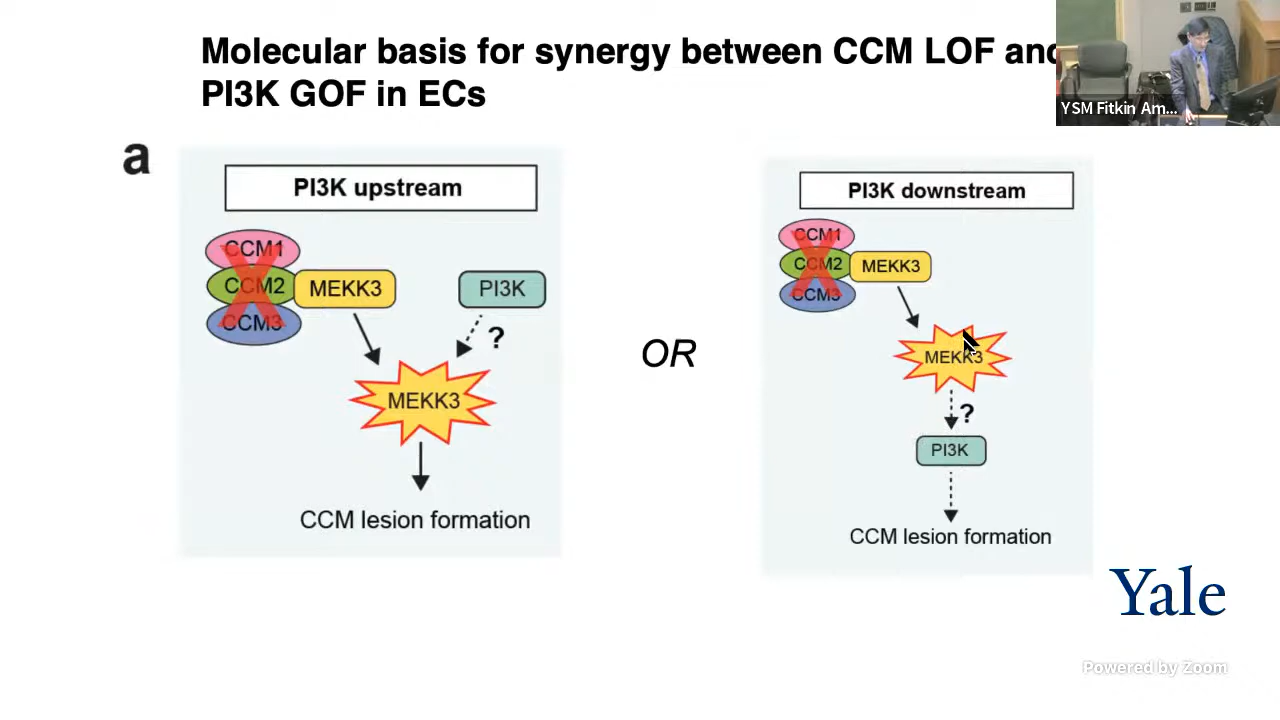 Molecular basis for synergy between CCM LOF and
PI3K GOF in ECs
YSM Fitkin Am...
a
PI3K upstream
CCM1
CCM2
CCM3
MEKK3
PI3K
?
MEKK3
CCM lesion formation
OR
PI3K downstream
CCM1
CCM2
CCM3
MEKK3
MEKK3
?
PI3K
CCM lesion formation
Yale
Powered by Zoom